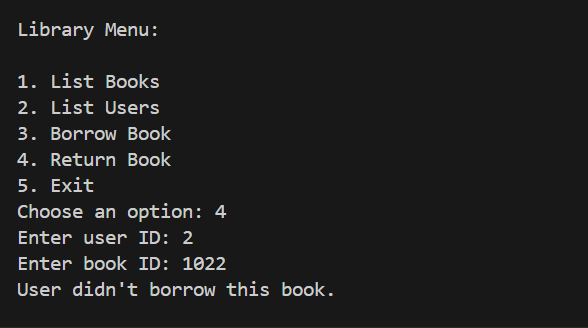 Library Menu:
1. List Books
2. List Users
3. Borrow Book
4. Return Book
5. Exit
Choose an option: 4
Enter user ID: 2
Enter book ID: 1022
User didn't borrow this book.